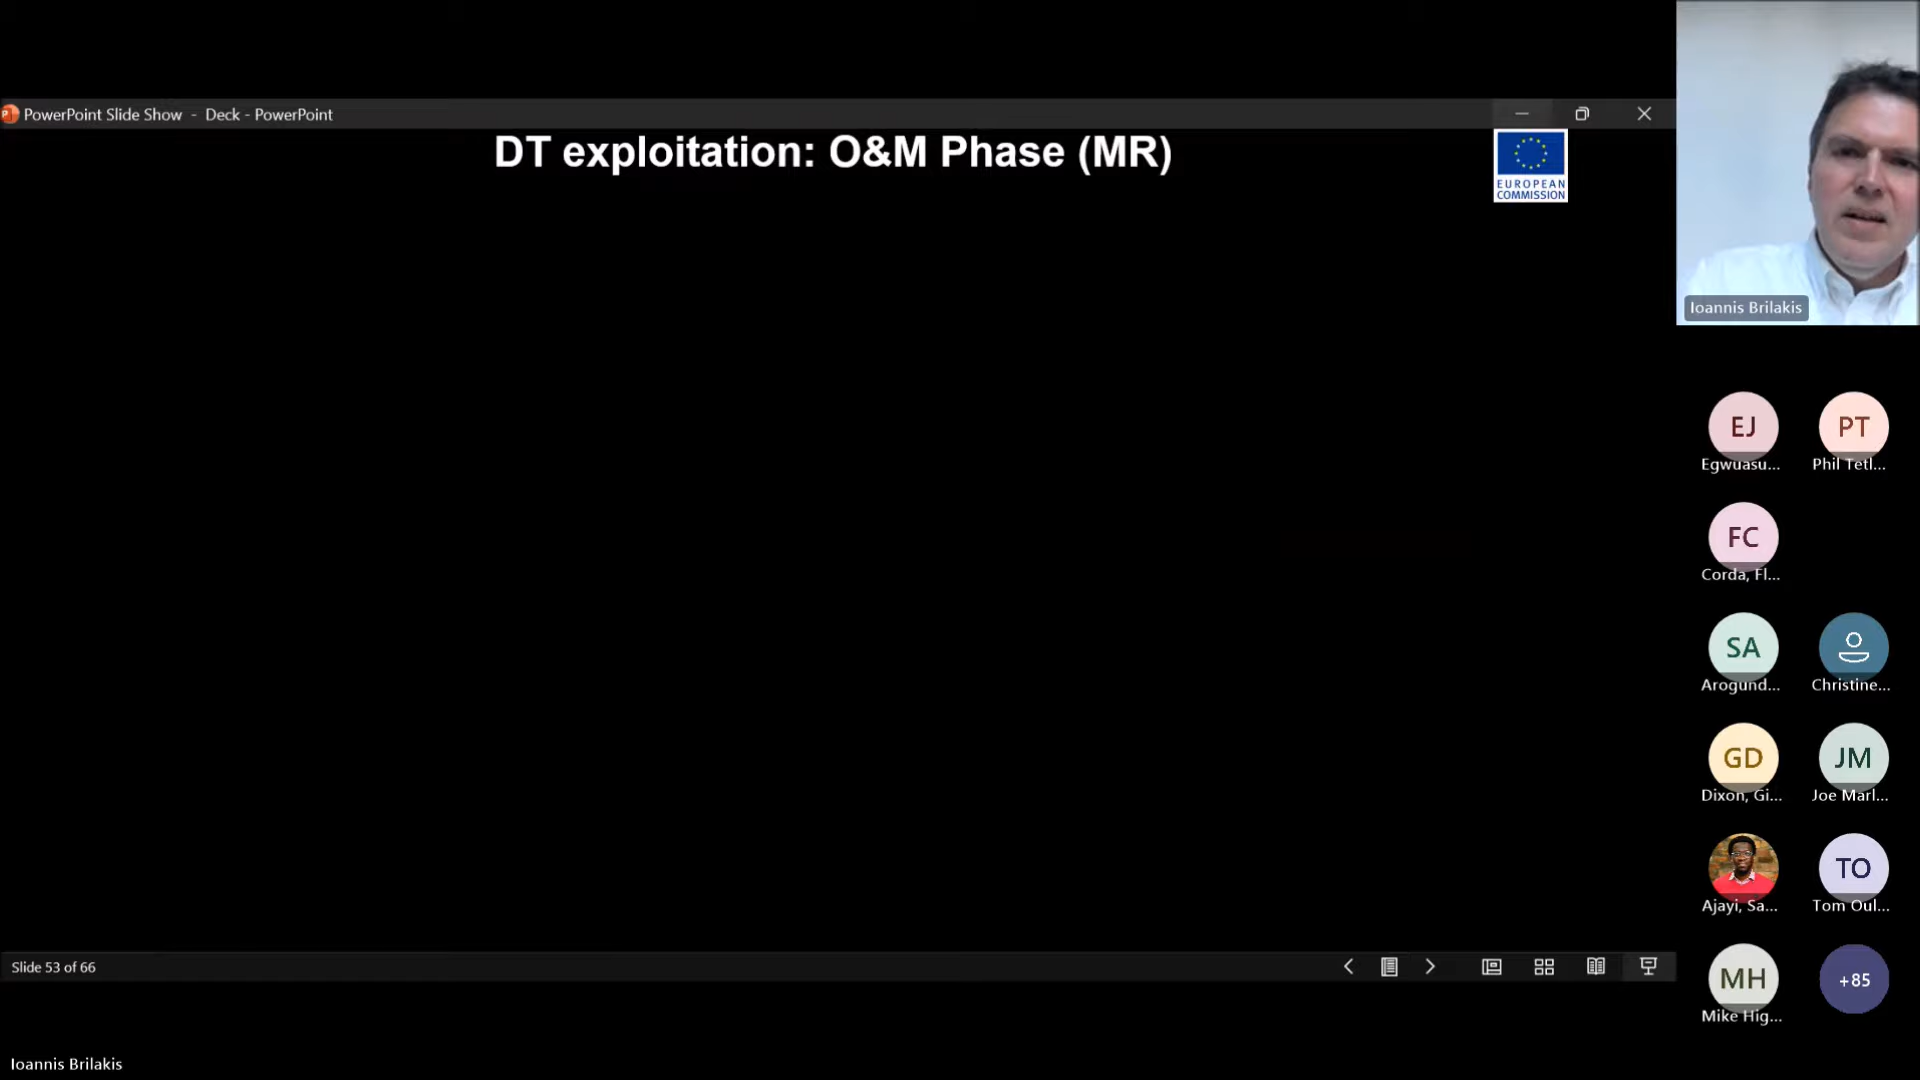 PowerPoint Slide Show - Deck - PowerPoint
DT exploitation: O&M Phase (MR)
EUROPEAN
COMMISSION
Ioannis Brilakis
EJ
Egwuasu...
PT
Phil Tetl...
FC
Corda, Fl...
SA
Arogund...
Christine...
GD
Dixon, Gi...
JM
Joe Marl...
Ajayi, Sa...
TO
Tom Oul...
MH
Mike Hig...
+85
Slide 53 of 66
Ioannis Brilakis